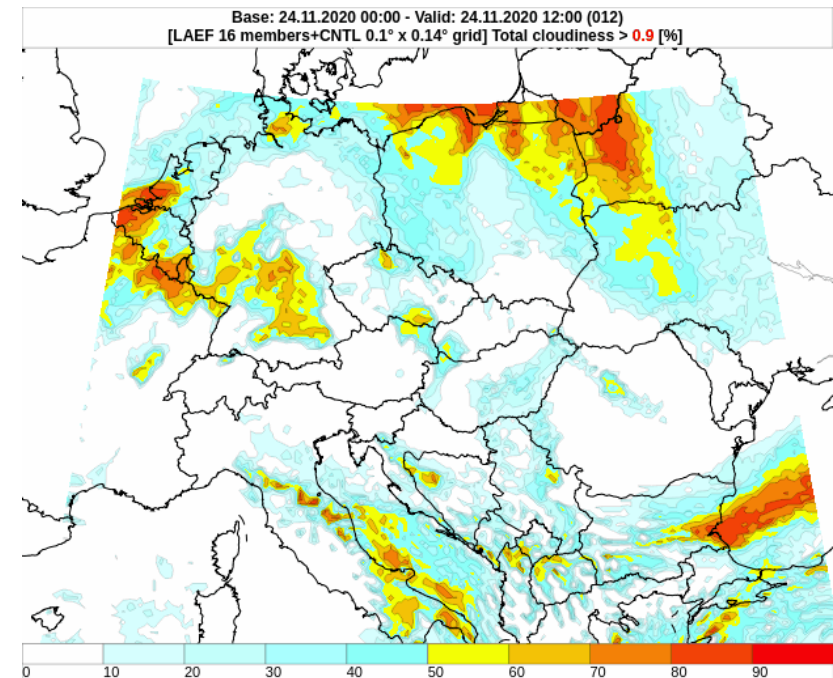 Base: 24.11.2020 00:00 - Valid: 24.11.2020 12:00 (012)
[LAEF 16 members+CNTL 0.1° x 0.14° grid] Total cloudiness > 0.9 [%]
0 10 20 30 40 50 60 70 80 90